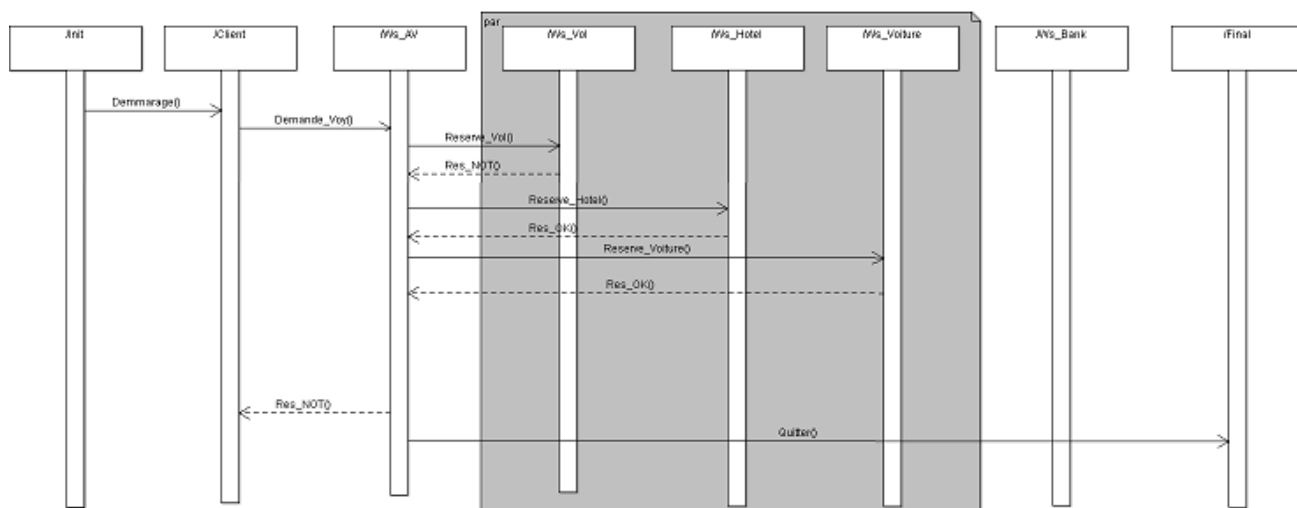 par
/Init
/Client
/Ws_AV
/Ws_Vol
/Ws_Hotel
/Ws_Voiture
/Ws_Bank
/Final
Demmarage()
Demande_Voy()
Reserve_Vol()
Res_NOT()
Reserve_Hotel()
Res_OK()
Reserve_Voiture()
Res_OK()
Res_NOT()
Quitter()